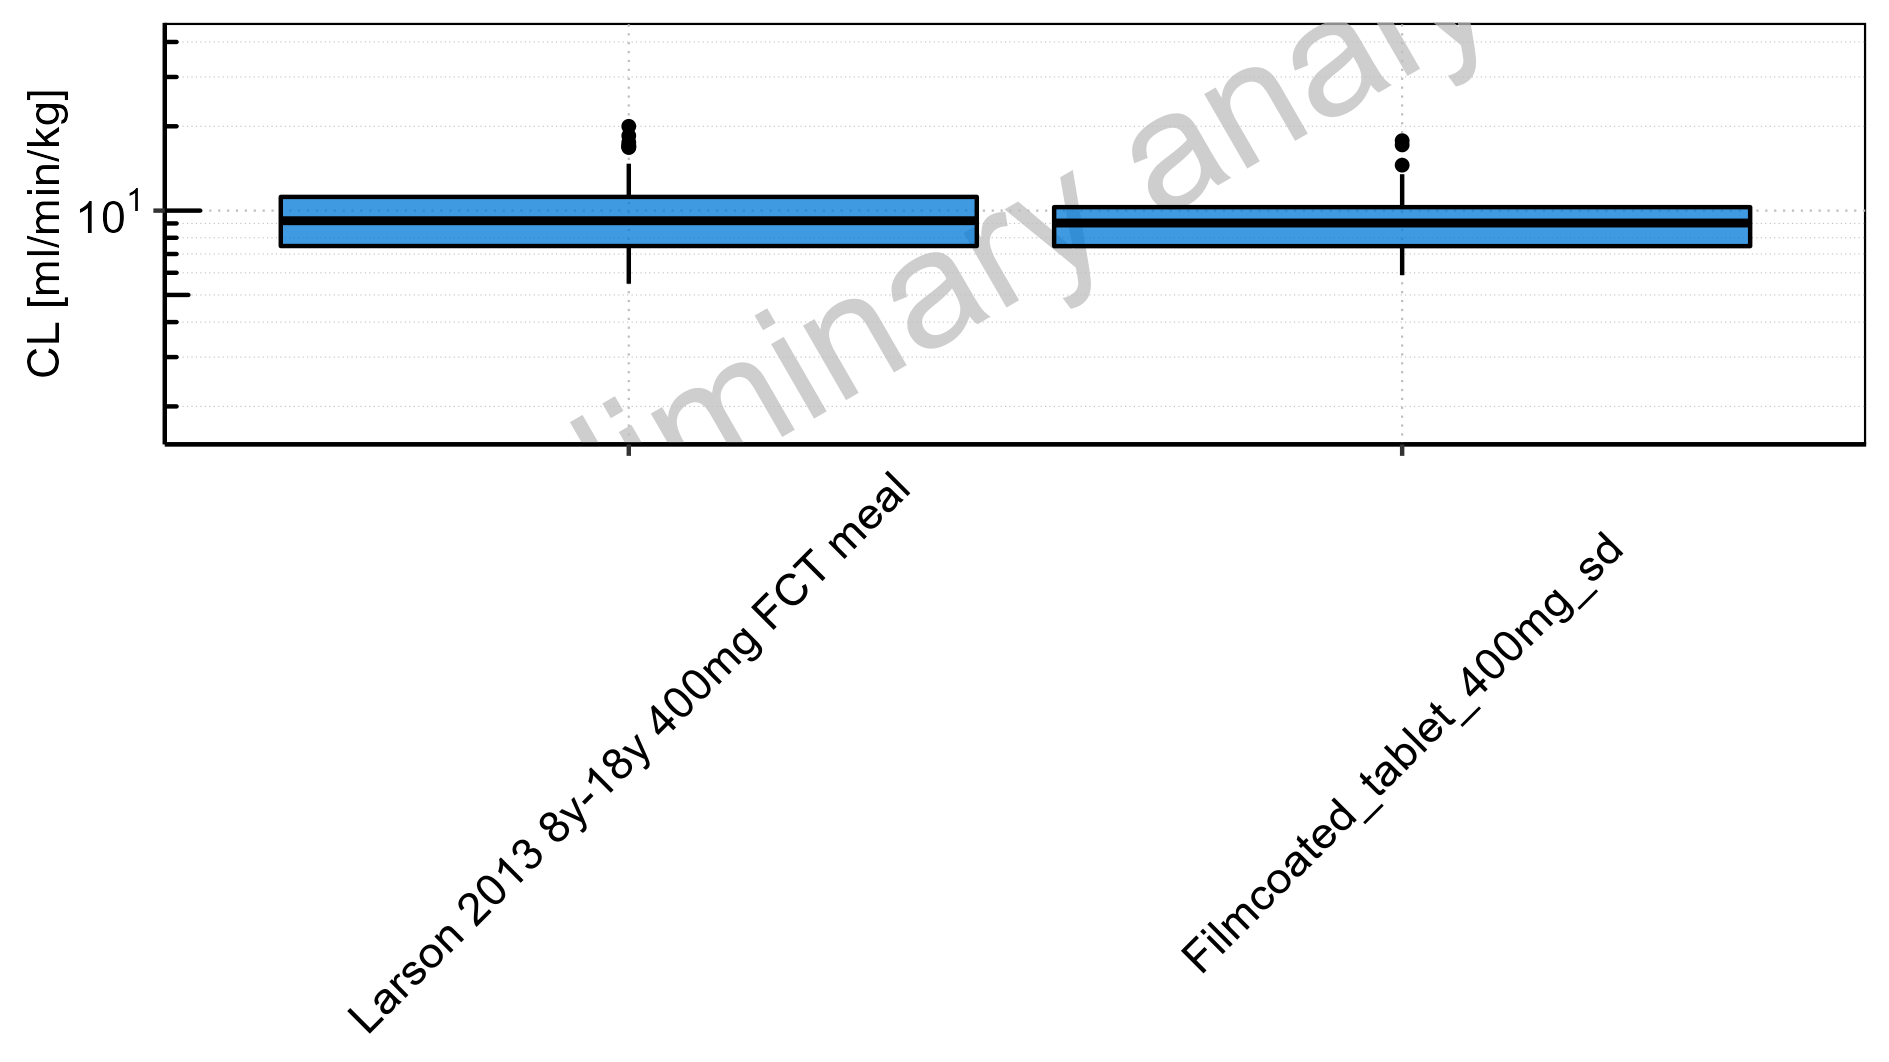 CL [ml/min/kg]
10¹
liminary analy
Larson 2013 8y-18y 400mg FCT meal
Filmcoated_tablet_400mg_sd